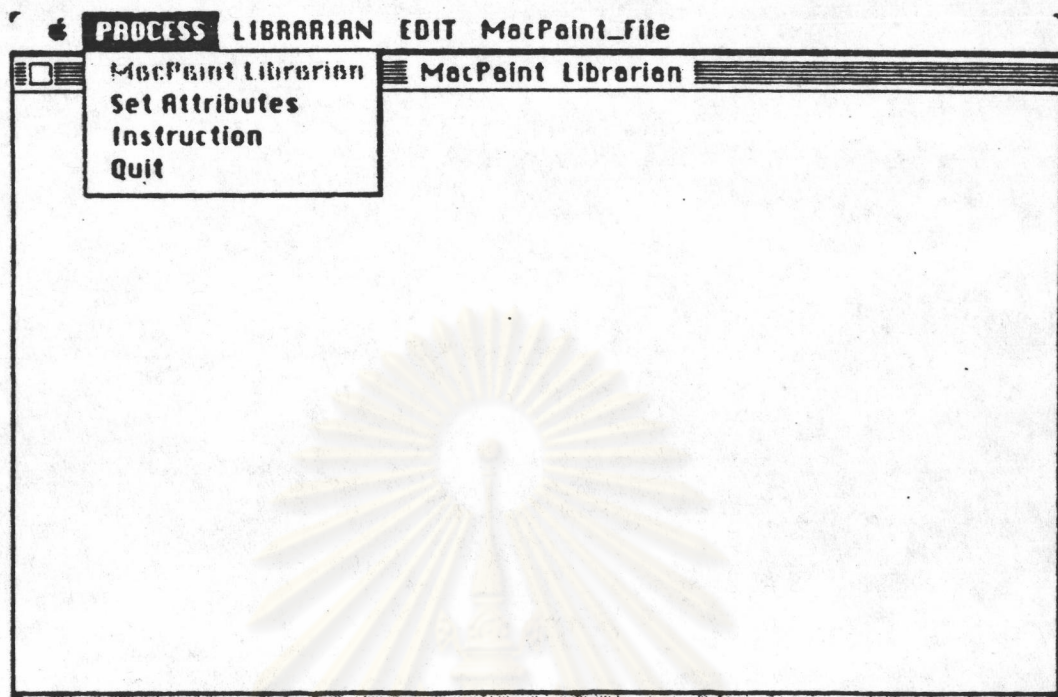 PROCESS LIBRARIAN EDIT MacPaint_File
MacPaint Librarian
MacPaint Librarian
Set Attributes
Instruction
Quit